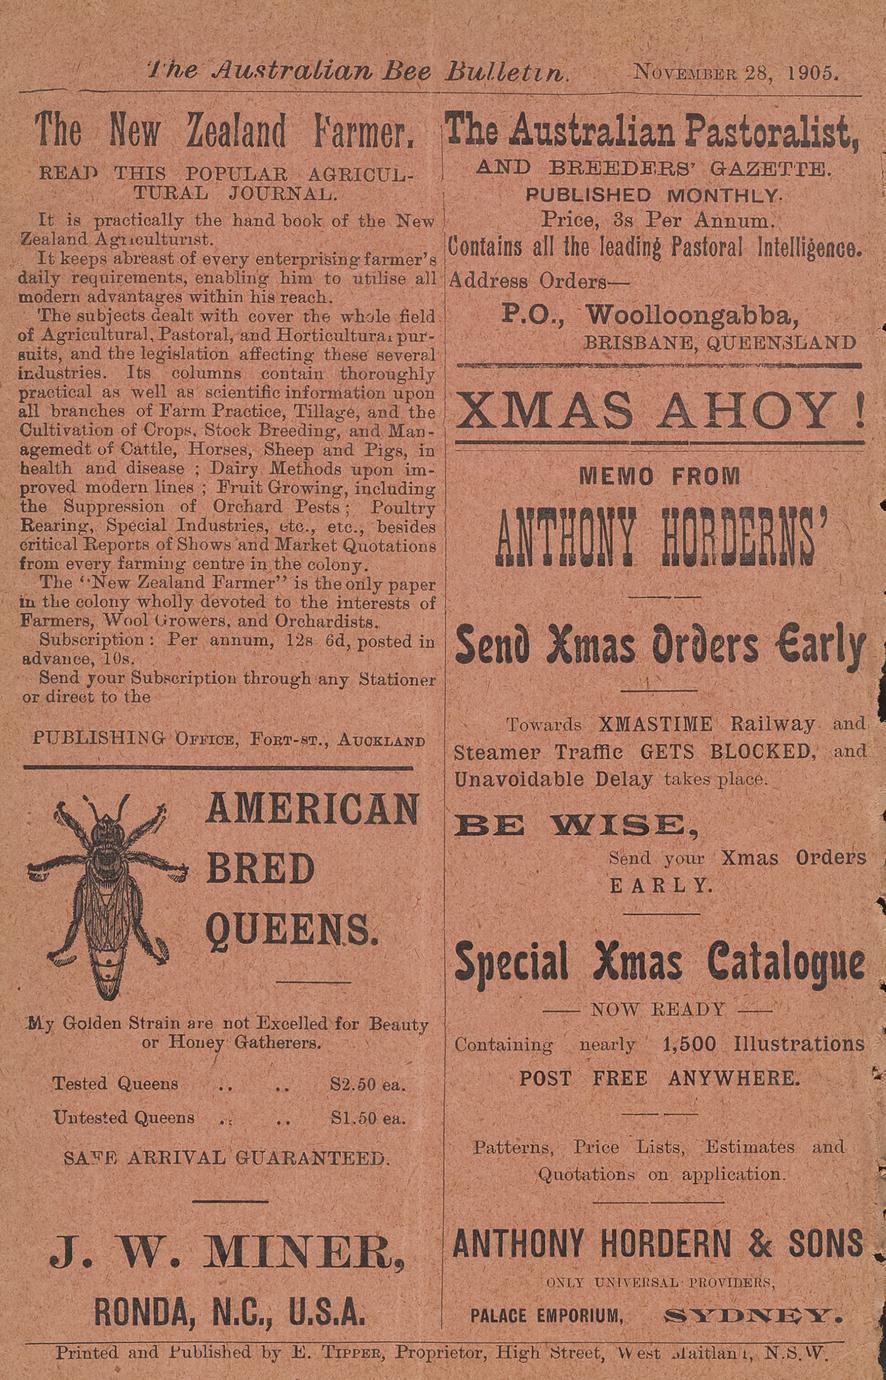 The Australian Bee Bulletin. November 28, 1905.
The New Zealand Farmer.
READ THIS POPULAR AGRICUL-
TURAL JOURNAL.
It is practically the hand book of the New
Zealand Agriculturist.
It keeps abreast of every enterprising farmer's
daily requirements, enabling him to utilise all
modern advantages within his reach.
The subjects dealt with cover the whole field
of Agricultural, Pastoral, and Horticultural pur-
suits, and the legislation affecting these several
industries. Its columns contain thoroughly
practical as well as scientific information upon
all branches of Farm Practice, Tillage, and the
Cultivation of Crops, Stock Breeding, and Man-
agemedt of Cattle, Horses, Sheep and Pigs, in
health and disease ; Dairy Methods upon im-
proved modern lines ; Fruit Growing, including
the Suppression of Orchard Pests ; Poultry
Rearing, Special Industries, etc., etc., besides
critical Reports of Shows and Market Quotations
from every farming centre in the colony.
The "New Zealand Farmer" is the only paper
in the colony wholly devoted to the interests of
Farmers, Wool Growers, and Orchardists.
Subscription : Per annum, 12s 6d, posted in
advance, 10s.
Send your Subscription through any Stationer
or direct to the
PUBLISHING OFFICE, FORT-ST., AUCKLAND
AMERICAN
BRED
QUEENS.
My Golden Strain are not Excelled for Beauty
or Honey Gatherers.
Tested Queens .. .. $2.50 ea.
Untested Queens .. .. $1.50 ea.
SAFE ARRIVAL GUARANTEED.
J. W. MINER,
RONDA, N.C., U.S.A.
The Australian Pastoralist,
AND BREEDERS' GAZETTE.
PUBLISHED MONTHLY.
Price, 3s Per Annum.
Contains all the leading Pastoral Intelligence.
Address Orders—
P.O., Woolloongabba,
BRISBANE, QUEENSLAND
XMAS AHOY !
MEMO FROM
ANTHONY HORDERNS'
Send Xmas Orders Early
Towards XMASTIME Railway and
Steamer Traffic GETS BLOCKED, and
Unavoidable Delay takes place.
BE WISE,
Send your Xmas Orders
EARLY.
Special Xmas Catalogue
— NOW READY —
Containing nearly 1,500 Illustrations
POST FREE ANYWHERE.
Patterns, Price Lists, Estimates and
Quotations on application.
ANTHONY HORDERN & SONS
ONLY UNIVERSAL PROVIDERS,
PALACE EMPORIUM, SYDNEY.
Printed and Published by E. TIPPER, Proprietor, High Street, West Maitland, N.S.W.